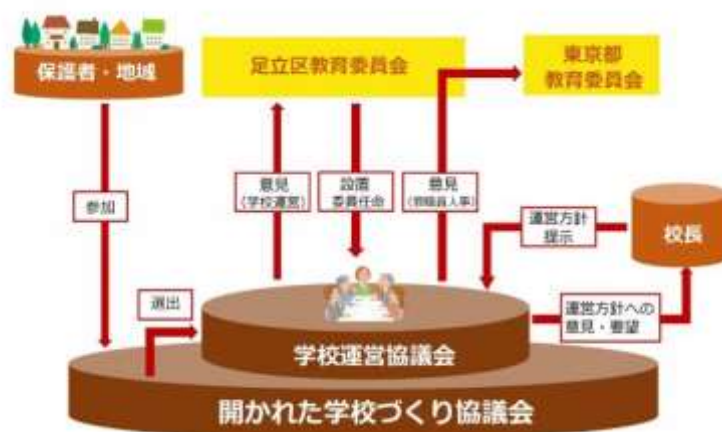 保護者・地域
足立区教育委員会
東京都
教育委員会
参加
意見
(学校運営)
設置
委員任命
意見
(教職員人事)
運営方針
提示
校長
選出
運営方針への
意見・要望
学校運営協議会
開かれた学校づくり協議会